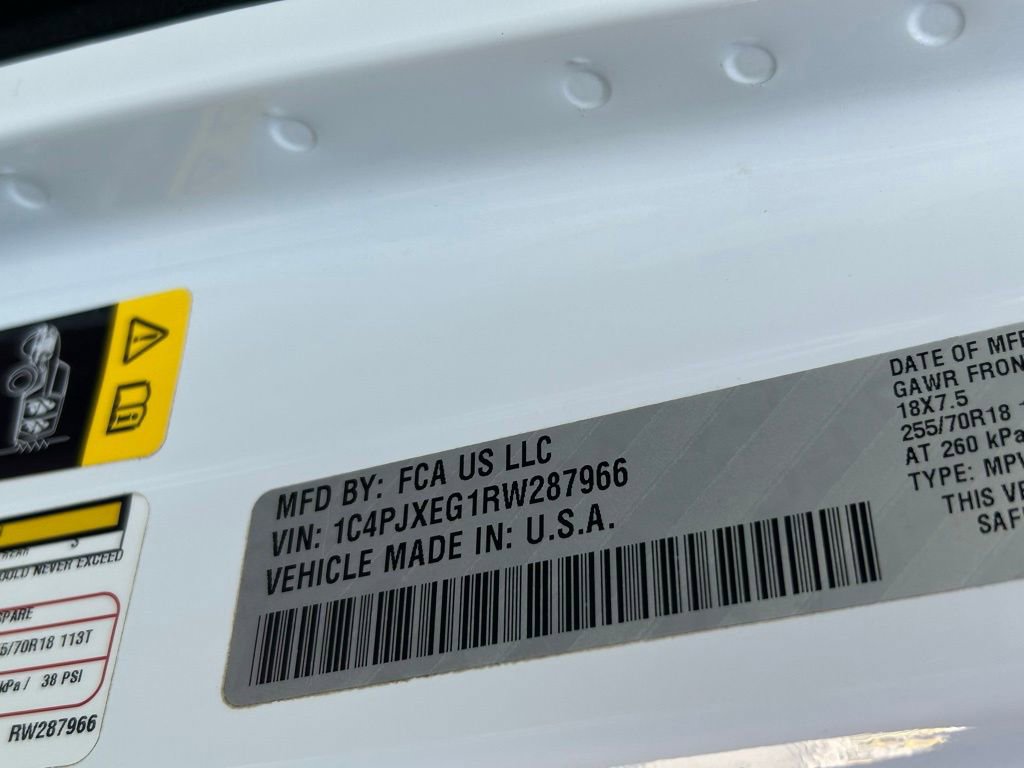 MFD BY: FCA US LLC
VIN: 1C4PJXEG1RW287966
VEHICLE MADE IN: U.S.A.
DATE OF MF
GAWR FRON
18X7.5
255/70R18
AT 260 kPa
TYPE: MPV
THIS VE
SAF
REAR
OULD NEVER EXCEED
SPARE
5/70R18 113T
kPa / 38 PSI
RW287966